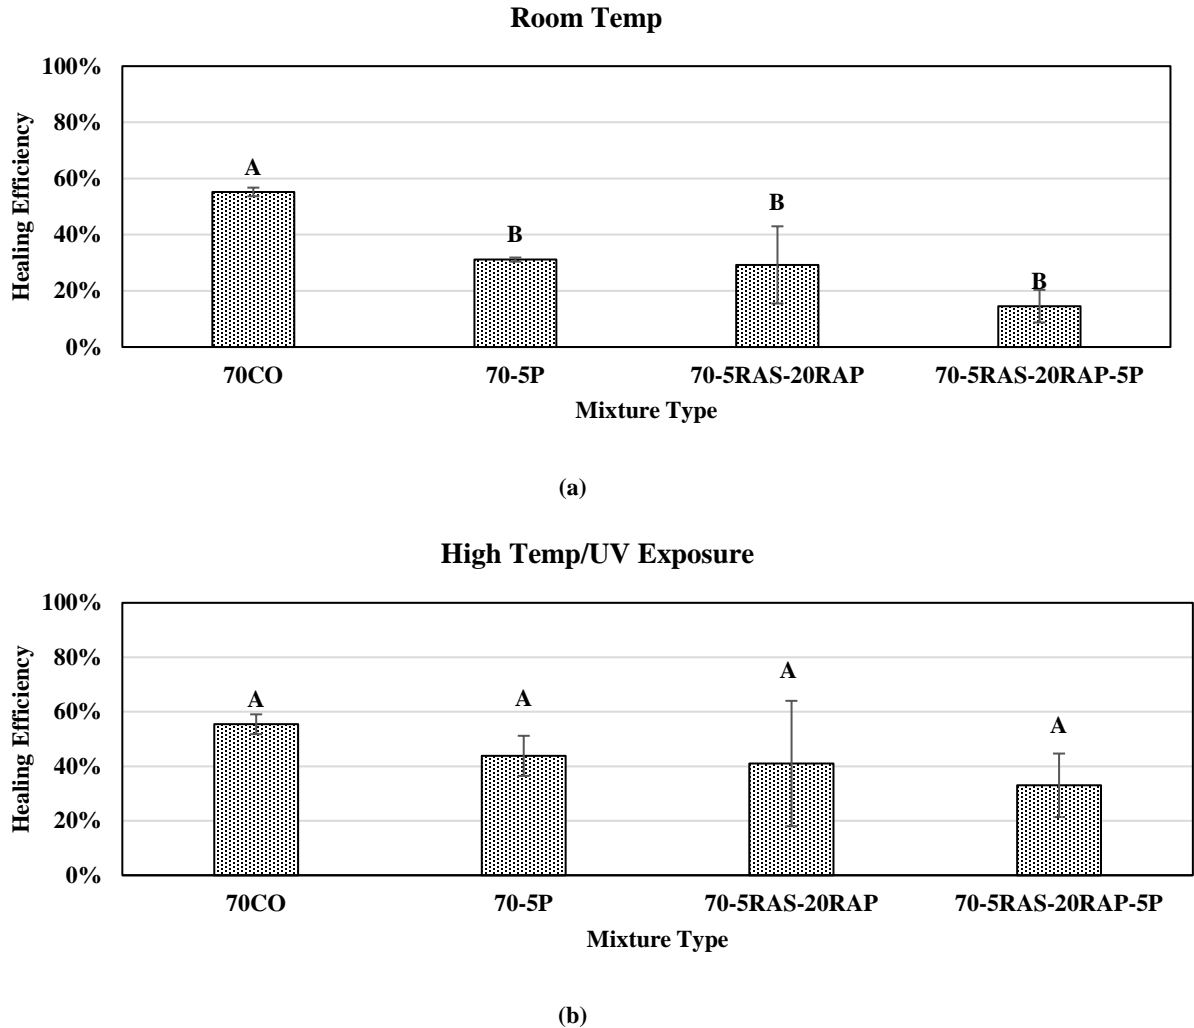 Room Temp
100%
80%
60%
40%
20%
0%
Healing Efficiency
A
B
B
B
70CO
70-5P
70-5RAS-20RAP
70-5RAS-20RAP-5P
Mixture Type
(a)
High Temp/UV Exposure
100%
80%
60%
40%
20%
0%
Healing Efficiency
A
A
A
A
70CO
70-5P
70-5RAS-20RAP
70-5RAS-20RAP-5P
Mixture Type
(b)